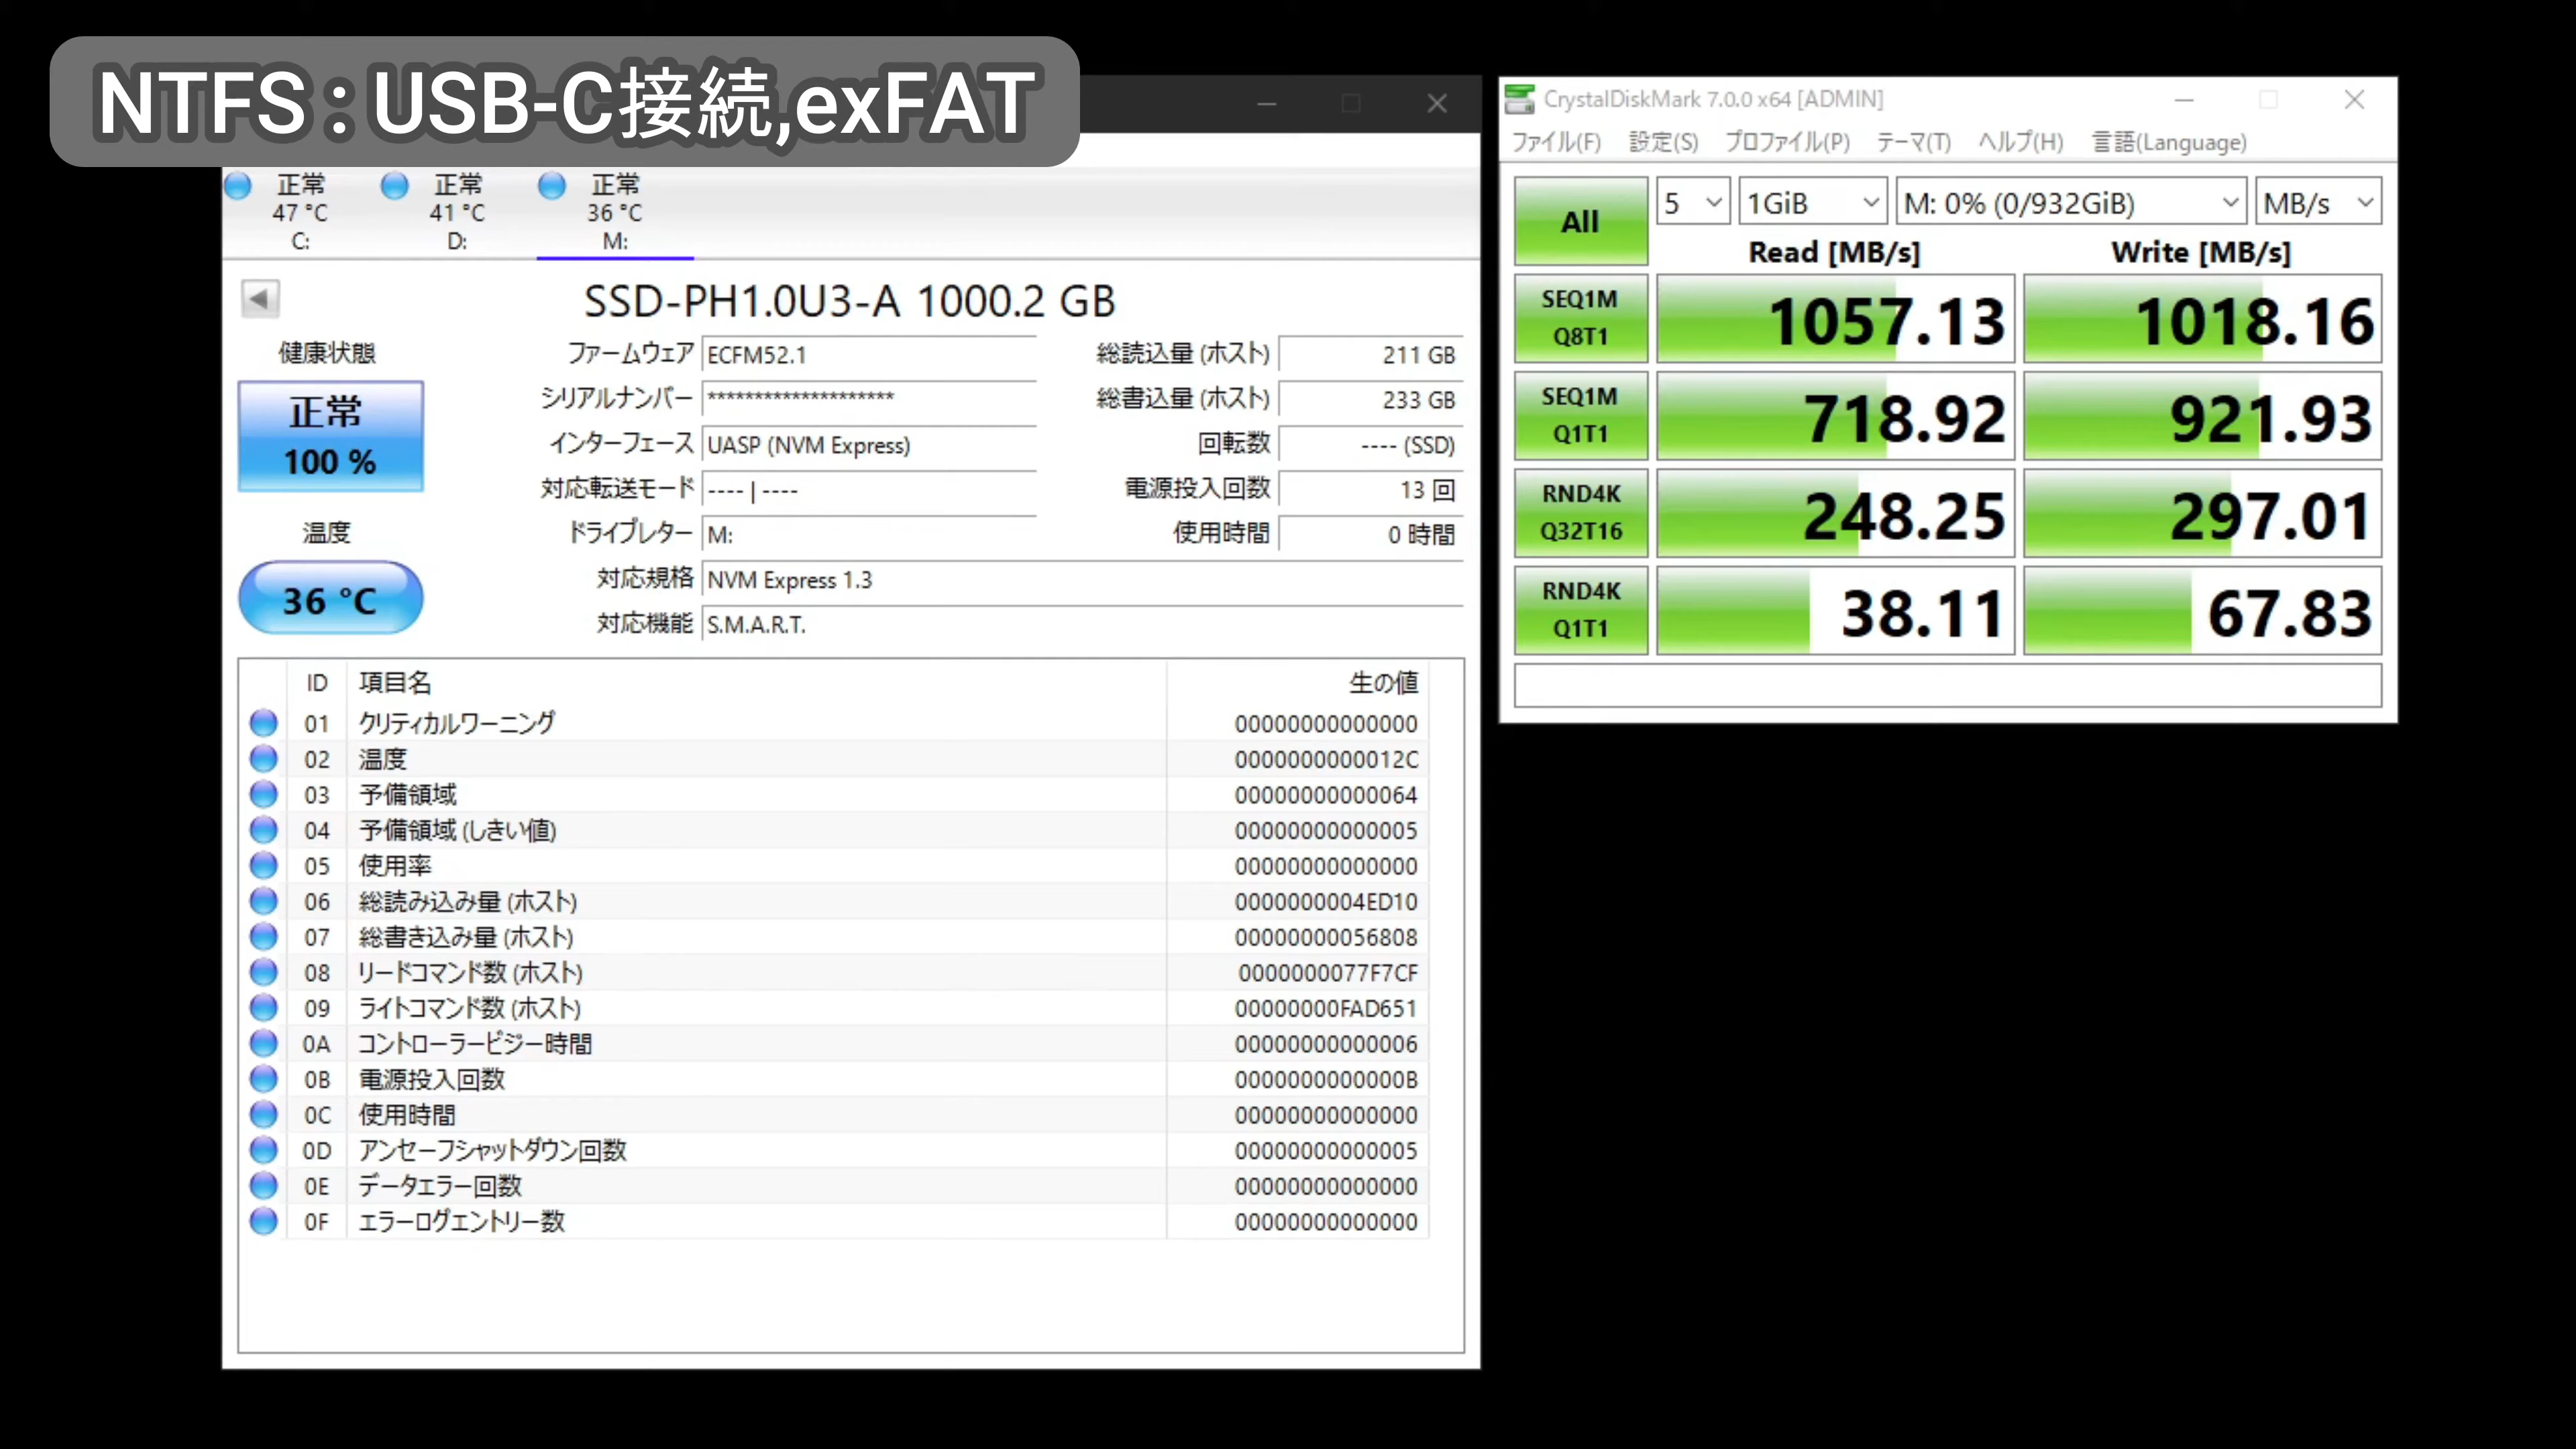 NTFS : USB-C接続,exFAT
正常 正常 正常
47 °C 41 °C 36 °C
C: D: M:
SSD-PH1.0U3-A 1000.2 GB
健康状態
正常
100 %
温度
36 °C
ファームウェア ECFM52.1
シリアルナンバー ********************
インターフェース UASP (NVM Express)
対応転送モード ---- | ----
ドライブレター M:
対応規格 NVM Express 1.3
対応機能 S.M.A.R.T.
総読込量 (ホスト) 211 GB
総書込量 (ホスト) 233 GB
回転数 ---- (SSD)
電源投入回数 13 回
使用時間 0 時間
ID 項目名 生の値
01 クリティカルワーニング 00000000000000
02 温度 0000000000012C
03 予備領域 00000000000064
04 予備領域 (しきい値) 00000000000005
05 使用率 00000000000000
06 総読み込み量 (ホスト) 0000000004ED10
07 総書き込み量 (ホスト) 00000000056808
08 リードコマンド数 (ホスト) 0000000077F7CF
09 ライトコマンド数 (ホスト) 00000000FAD651
0A コントローラービジー時間 00000000000006
0B 電源投入回数 0000000000000B
0C 使用時間 00000000000000
0D アンセーフシャットダウン回数 00000000000005
0E データエラー回数 00000000000000
0F エラーログエントリー数 00000000000000
CrystalDiskMark 7.0.0 x64 [ADMIN]
ファイル(F) 設定(S) プロファイル(P) テーマ(T) ヘルプ(H) 言語(Language)
All 5 1GiB M: 0% (0/932GiB) MB/s
Read [MB/s] Write [MB/s]
SEQ1M
Q8T1 1057.13 1018.16
SEQ1M
Q1T1 718.92 921.93
RND4K
Q32T16 248.25 297.01
RND4K
Q1T1 38.11 67.83